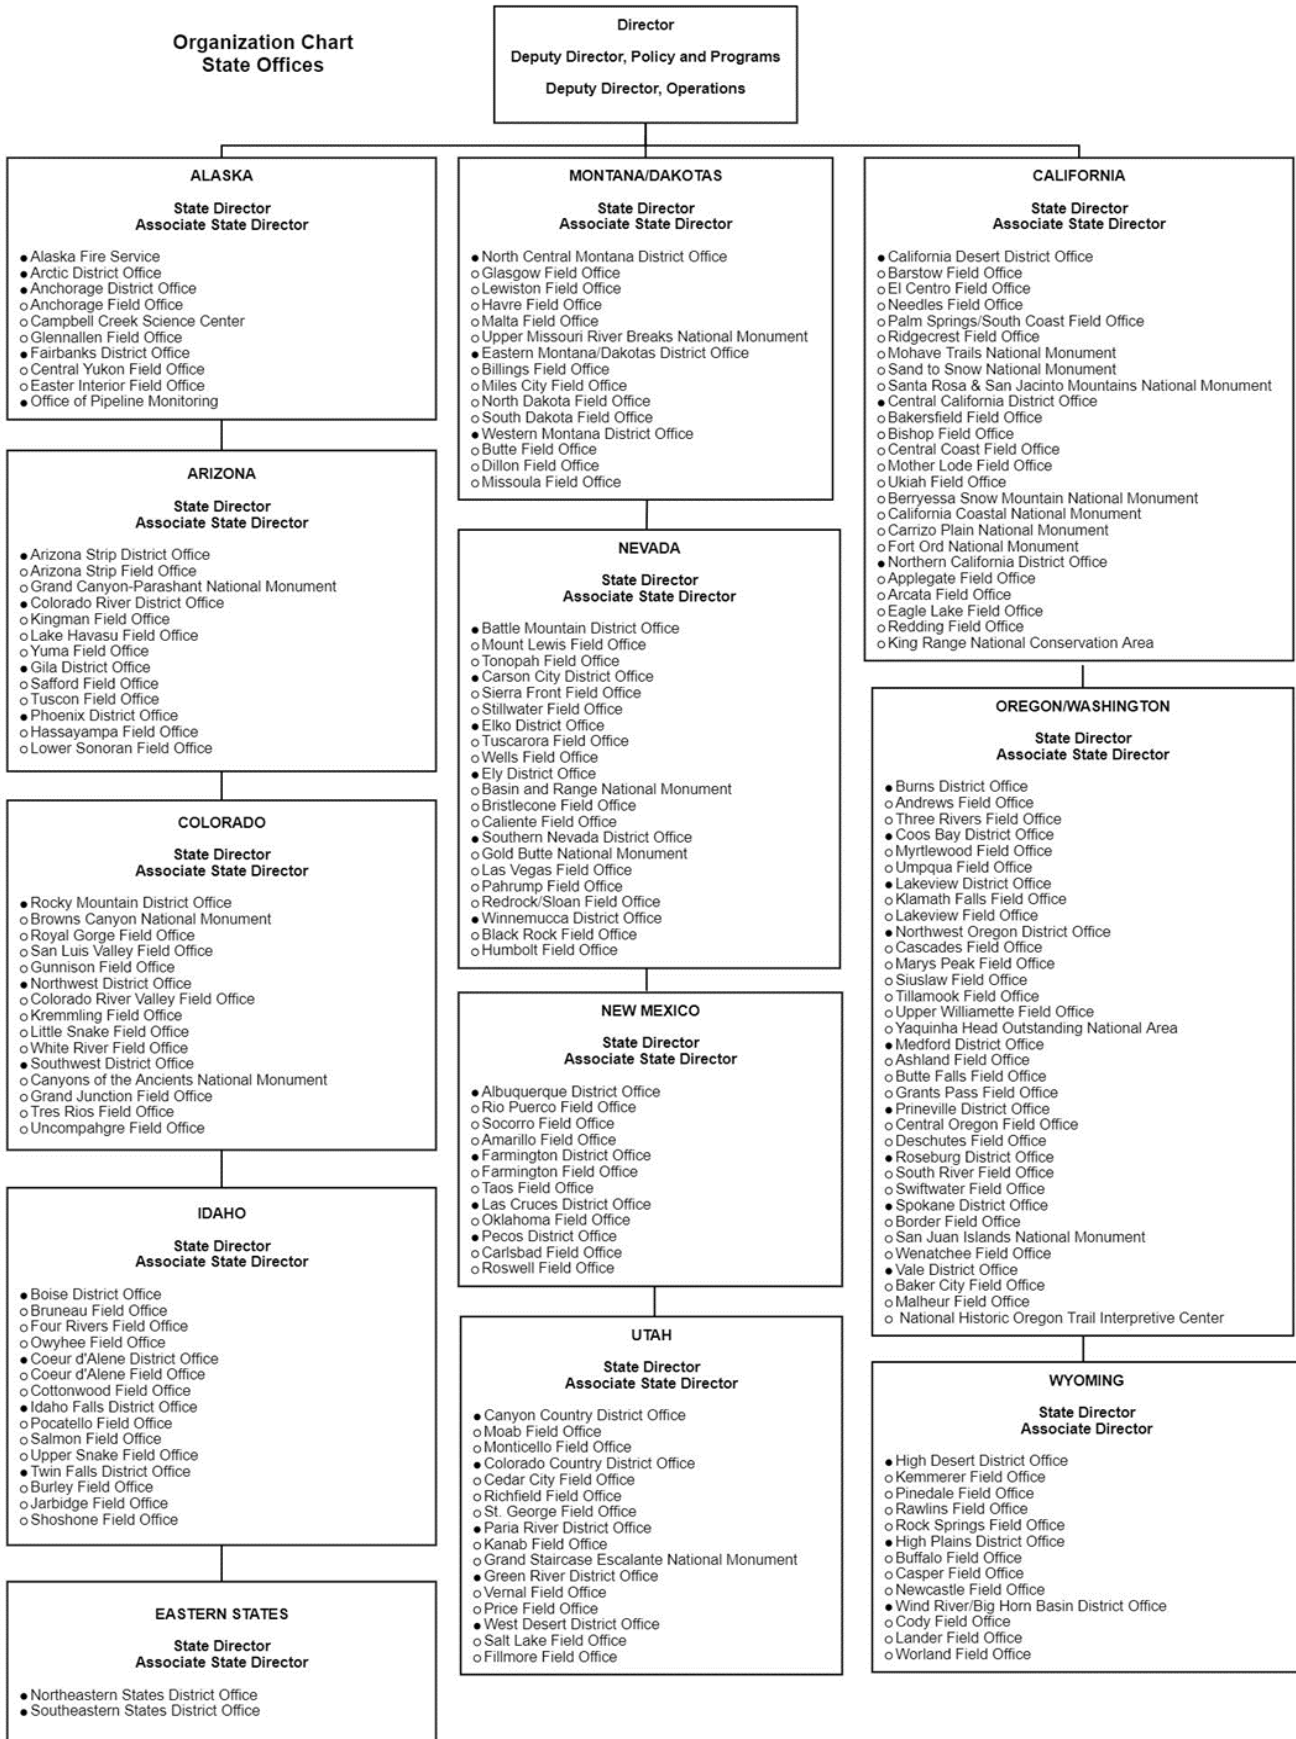 Organization Chart
State Offices
Director
Deputy Director, Policy and Programs
Deputy Director, Operations
ALASKA
State Director
Associate State Director
● Alaska Fire Service
● Arctic District Office
● Anchorage District Office
○ Anchorage Field Office
○ Campbell Creek Science Center
○ Glennallen Field Office
● Fairbanks District Office
○ Central Yukon Field Office
○ Easter Interior Field Office
● Office of Pipeline Monitoring
ARIZONA
State Director
Associate State Director
● Arizona Strip District Office
○ Arizona Strip Field Office
○ Grand Canyon-Parashant National Monument
● Colorado River District Office
○ Kingman Field Office
○ Lake Havasu Field Office
○ Yuma Field Office
● Gila District Office
○ Safford Field Office
○ Tuscon Field Office
● Phoenix District Office
○ Hassayampa Field Office
○ Lower Sonoran Field Office
COLORADO
State Director
Associate State Director
● Rocky Mountain District Office
○ Browns Canyon National Monument
○ Royal Gorge Field Office
○ San Luis Valley Field Office
○ Gunnison Field Office
● Northwest District Office
○ Colorado River Valley Field Office
○ Kremmling Field Office
○ Little Snake Field Office
○ White River Field Office
● Southwest District Office
○ Canyons of the Ancients National Monument
○ Grand Junction Field Office
○ Tres Rios Field Office
○ Uncompahgre Field Office
IDAHO
State Director
Associate State Director
● Boise District Office
○ Bruneau Field Office
○ Four Rivers Field Office
○ Owyhee Field Office
● Coeur d'Alene District Office
○ Coeur d'Alene Field Office
○ Cottonwood Field Office
● Idaho Falls District Office
○ Pocatello Field Office
○ Salmon Field Office
○ Upper Snake Field Office
● Twin Falls District Office
○ Burley Field Office
○ Jarbidge Field Office
○ Shoshone Field Office
EASTERN STATES
State Director
Associate State Director
● Northeastern States District Office
● Southeastern States District Office
MONTANA/DAKOTAS
State Director
Associate State Director
● North Central Montana District Office
○ Glasgow Field Office
○ Lewiston Field Office
○ Havre Field Office
○ Malta Field Office
○ Upper Missouri River Breaks National Monument
● Eastern Montana/Dakotas District Office
○ Billings Field Office
○ Miles City Field Office
○ North Dakota Field Office
○ South Dakota Field Office
● Western Montana District Office
○ Butte Field Office
○ Dillon Field Office
○ Missoula Field Office
NEVADA
State Director
Associate State Director
● Battle Mountain District Office
○ Mount Lewis Field Office
○ Tonopah Field Office
● Carson City District Office
○ Sierra Front Field Office
○ Stillwater Field Office
● Elko District Office
○ Tuscarora Field Office
○ Wells Field Office
● Ely District Office
○ Basin and Range National Monument
○ Bristlecone Field Office
○ Caliente Field Office
● Southern Nevada District Office
○ Gold Butte National Monument
○ Las Vegas Field Office
○ Pahrump Field Office
○ Redrock/Sloan Field Office
● Winnemucca District Office
○ Black Rock Field Office
○ Humbolt Field Office
NEW MEXICO
State Director
Associate State Director
● Albuquerque District Office
○ Rio Puerco Field Office
○ Socorro Field Office
○ Amarillo Field Office
● Farmington District Office
○ Farmington Field Office
○ Taos Field Office
● Las Cruces District Office
○ Oklahoma Field Office
● Pecos District Office
○ Carlsbad Field Office
○ Roswell Field Office
UTAH
State Director
Associate State Director
● Canyon Country District Office
○ Moab Field Office
○ Monticello Field Office
● Colorado Country District Office
○ Cedar City Field Office
○ Richfield Field Office
○ St. George Field Office
● Paria River District Office
○ Kanab Field Office
○ Grand Staircase Escalante National Monument
● Green River District Office
○ Vernal Field Office
○ Price Field Office
● West Desert District Office
○ Salt Lake Field Office
○ Fillmore Field Office
CALIFORNIA
State Director
Associate State Director
● California Desert District Office
○ Barstow Field Office
○ El Centro Field Office
○ Needles Field Office
○ Palm Springs/South Coast Field Office
○ Ridgecrest Field Office
○ Mohave Trails National Monument
○ Sand to Snow National Monument
○ Santa Rosa & San Jacinto Mountains National Monument
● Central California District Office
○ Bakersfield Field Office
○ Bishop Field Office
○ Central Coast Field Office
○ Mother Lode Field Office
○ Ukiah Field Office
○ Berryessa Snow Mountain National Monument
○ California Coastal National Monument
○ Carrizo Plain National Monument
○ Fort Ord National Monument
● Northern California District Office
○ Applegate Field Office
○ Arcata Field Office
○ Eagle Lake Field Office
○ Redding Field Office
○ King Range National Conservation Area
OREGON/WASHINGTON
State Director
Associate State Director
● Burns District Office
○ Andrews Field Office
○ Three Rivers Field Office
● Coos Bay District Office
○ Myrtlewood Field Office
○ Umpqua Field Office
● Lakeview District Office
○ Klamath Falls Field Office
○ Lakeview Field Office
● Northwest Oregon District Office
○ Cascades Field Office
○ Marys Peak Field Office
○ Siuslaw Field Office
○ Tillamook Field Office
○ Upper Williamette Field Office
○ Yaquinha Head Outstanding National Area
● Medford District Office
○ Ashland Field Office
○ Butte Falls Field Office
○ Grants Pass Field Office
● Prineville District Office
○ Central Oregon Field Office
○ Deschutes Field Office
● Roseburg District Office
○ South River Field Office
○ Swiftwater Field Office
● Spokane District Office
○ Border Field Office
○ San Juan Islands National Monument
○ Wenatchee Field Office
● Vale District Office
○ Baker City Field Office
○ Malheur Field Office
○ National Historic Oregon Trail Interpretive Center
WYOMING
State Director
Associate Director
● High Desert District Office
○ Kemmerer Field Office
○ Pinedale Field Office
○ Rawlins Field Office
○ Rock Springs Field Office
● High Plains District Office
○ Buffalo Field Office
○ Casper Field Office
○ Newcastle Field Office
● Wind River/Big Horn Basin District Office
○ Cody Field Office
○ Lander Field Office
○ Worland Field Office